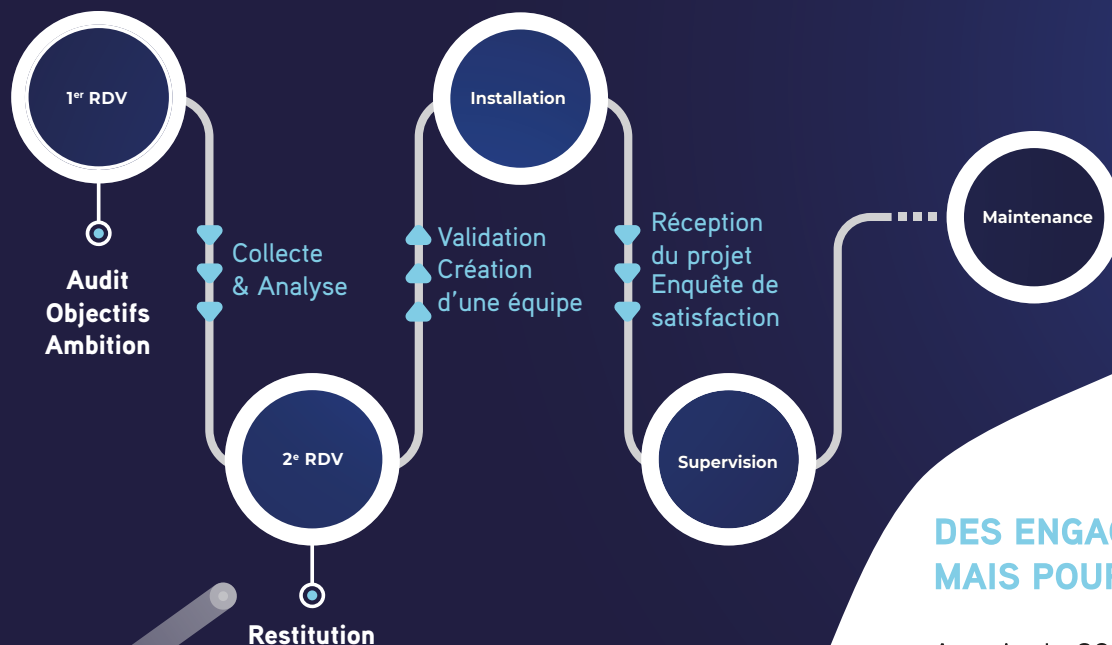 1er RDV
Audit
Objectifs
Ambition
Collecte
& Analyse
2e RDV
Restitution
Validation
Création
d'une équipe
Installation
Réception
du projet
Enquête de
satisfaction
Supervision
Maintenance
DES ENGA
MAIS POUR